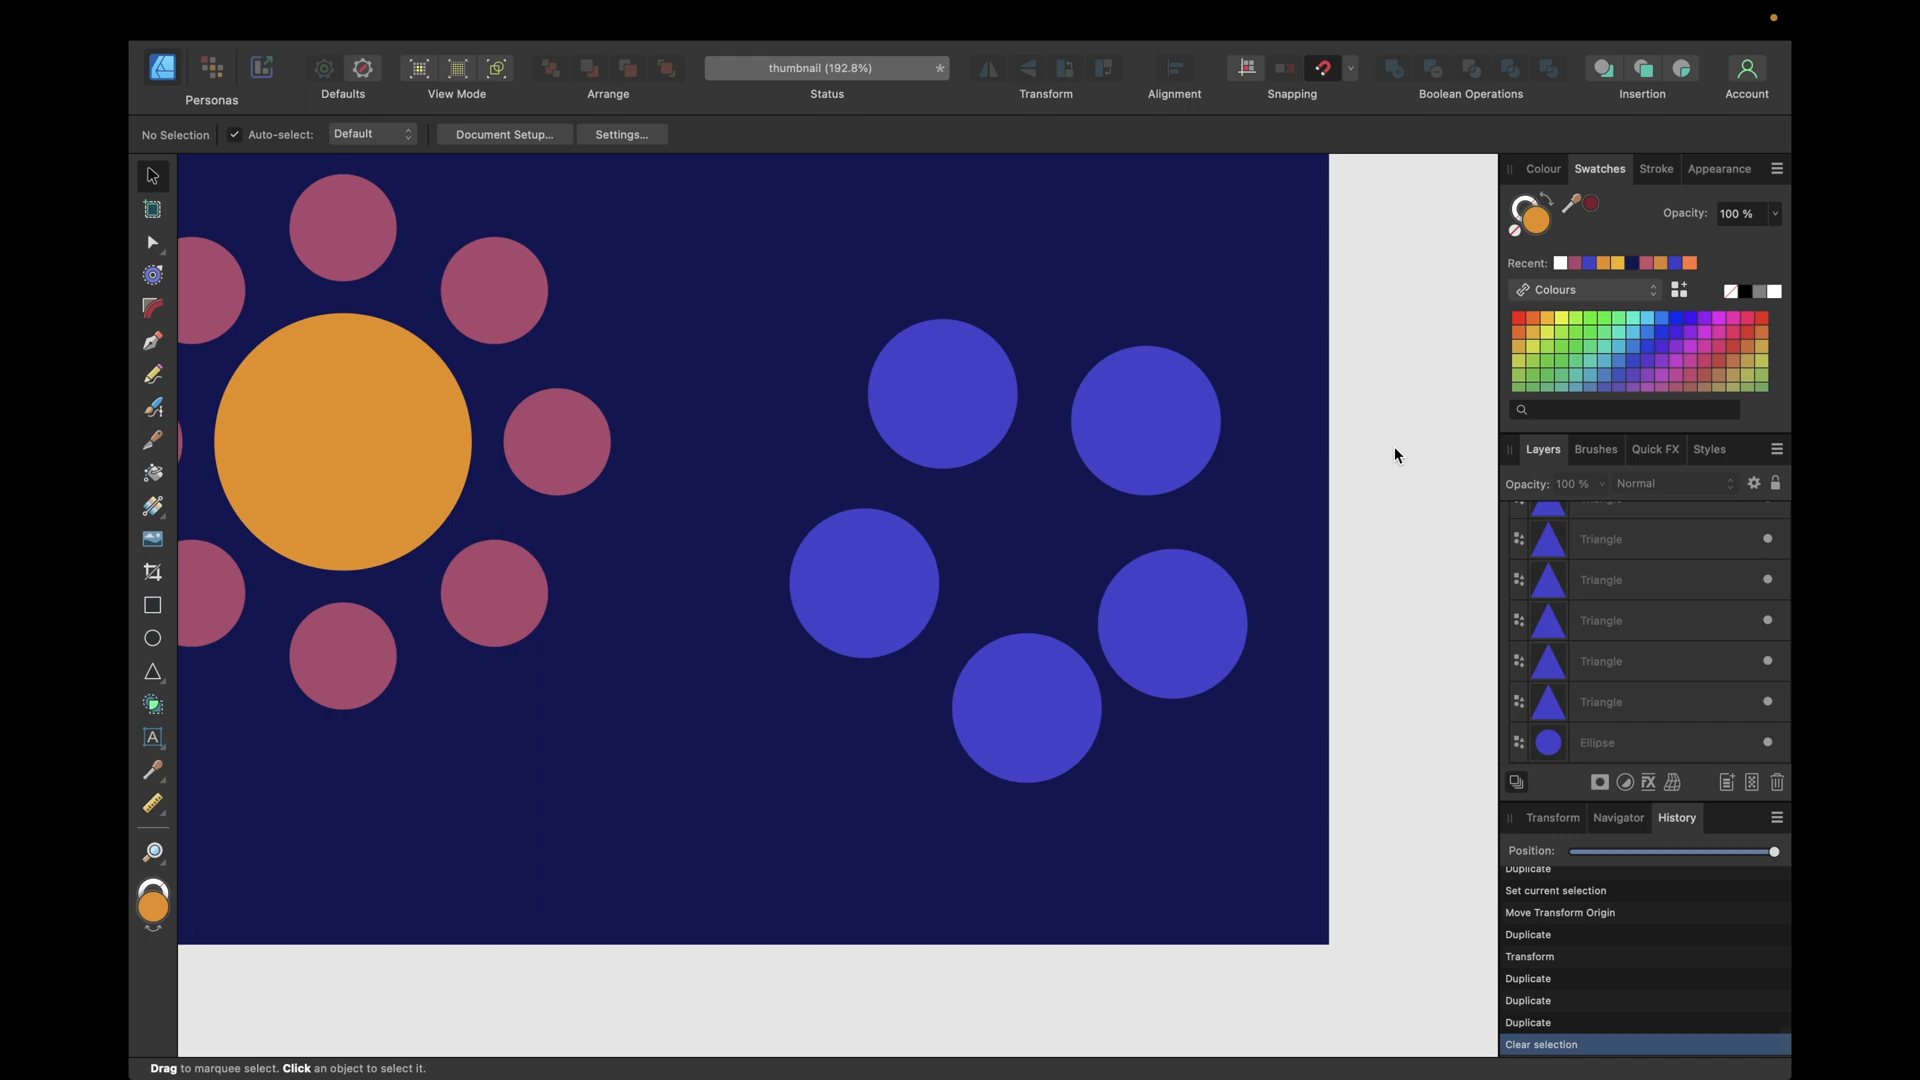 thumbnail (192.8%)
Personas
Defaults
View Mode
Arrange
Status
Transform
Alignment
Snapping
Boolean Operations
Insertion
Account
No Selection
Auto-select:
Default
Document Setup...
Settings...
Colour
Swatches
Stroke
Appearance
Opacity:
100 %
Recent:
Colours
Layers
Brushes
Quick FX
Styles
Opacity:
100 %
Normal
Triangle
Triangle
Triangle
Triangle
Triangle
Triangle
Ellipse
Transform
Navigator
History
Position:
Duplicate
Set current selection
Move Transform Origin
Duplicate
Transform
Duplicate
Duplicate
Duplicate
Clear selection
Drag to marquee select. Click an object to select it.